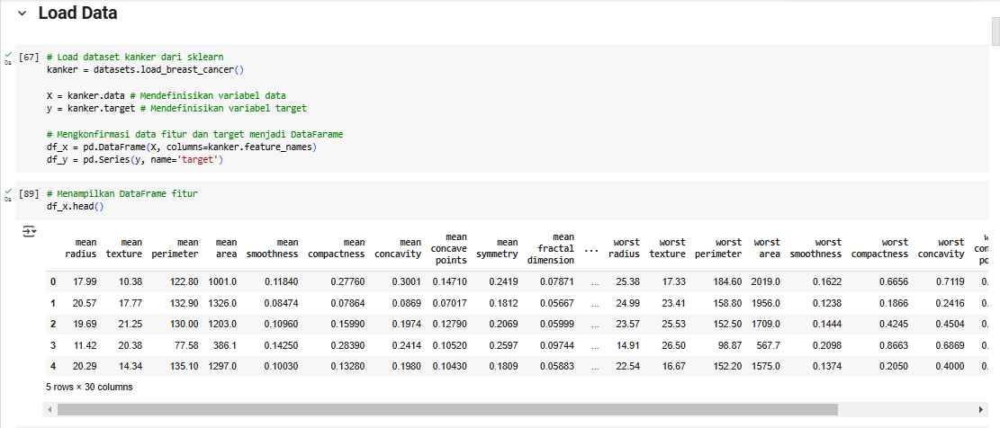 Load Data
[67] # Load dataset kanker dari sklearn
kanker = datasets.load_breast_cancer()
X = kanker.data # Mendefinisikan variabel data
y = kanker.target # Mendefinisikan variabel target
# Mengkonfirmasi data fitur dan target menjadi DataFarame
df_x = pd.DataFrame(X, columns=kanker.feature_names)
df_y = pd.Series(y, name='target')
0s
[89] # Menampilkan DataFrame fitur
df_x.head()
0s
mean radius mean texture mean perimeter mean area mean smoothness mean compactness mean concavity mean concave points mean symmetry mean fractal dimension ... worst radius worst texture worst perimeter worst area worst smoothness worst compactness worst concavity
0 17.99 10.38 122.80 1001.0 0.11840 0.27760 0.3001 0.14710 0.2419 0.07871 ... 25.38 17.33 184.60 2019.0 0.1622 0.6656 0.7119 0.
1 20.57 17.77 132.90 1326.0 0.08474 0.07864 0.0869 0.07017 0.1812 0.05667 ... 24.99 23.41 158.80 1956.0 0.1238 0.1866 0.2416 0.
2 19.69 21.25 130.00 1203.0 0.10960 0.15990 0.1974 0.12790 0.2069 0.05999 ... 23.57 25.53 152.50 1709.0 0.1444 0.4245 0.4504 0.
3 11.42 20.38 77.58 386.1 0.14250 0.28390 0.2414 0.10520 0.2597 0.09744 ... 14.91 26.50 98.87 567.7 0.2098 0.8663 0.6869 0.
4 20.29 14.34 135.10 1297.0 0.10030 0.13280 0.1980 0.10430 0.1809 0.05883 ... 22.54 16.67 152.20 1575.0 0.1374 0.2050 0.4000 0.
5 rows × 30 columns